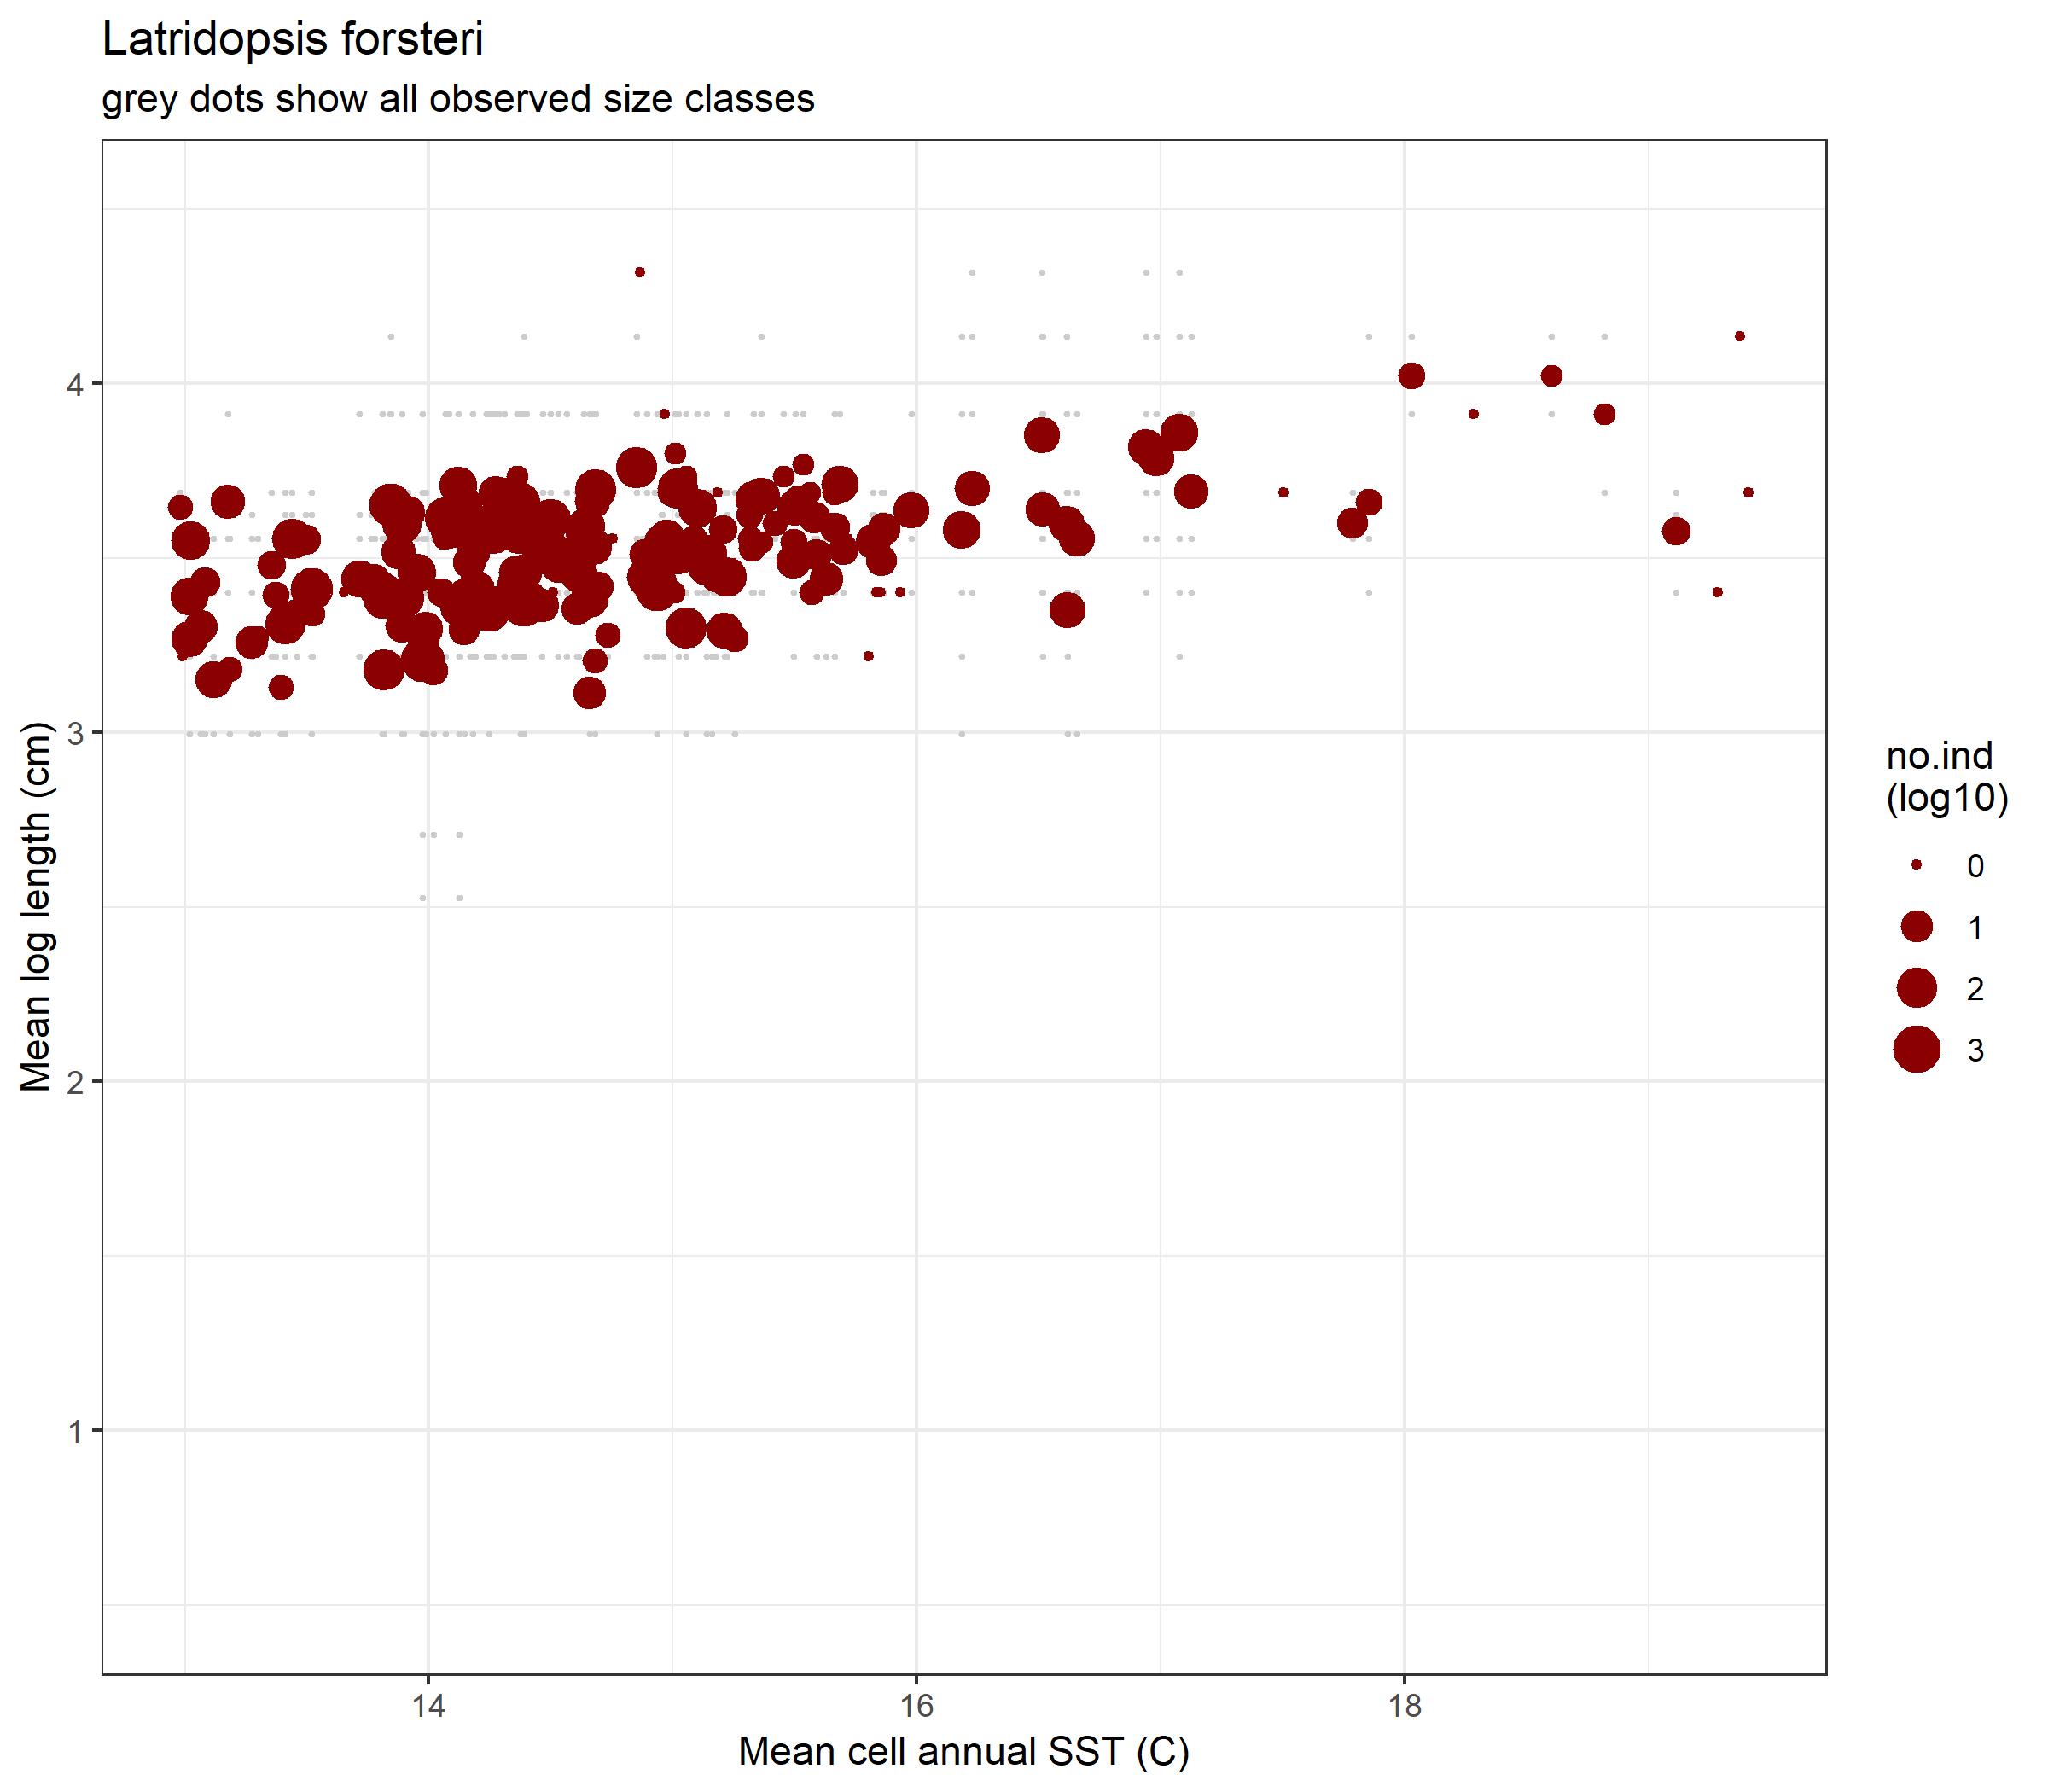 Latridopsis forsteri
grey dots show all observed size classes
Mean log length (cm)
4
3
2
1
14 16 18
Mean cell annual SST (C)
no.ind
(log10)
0
1
2
3